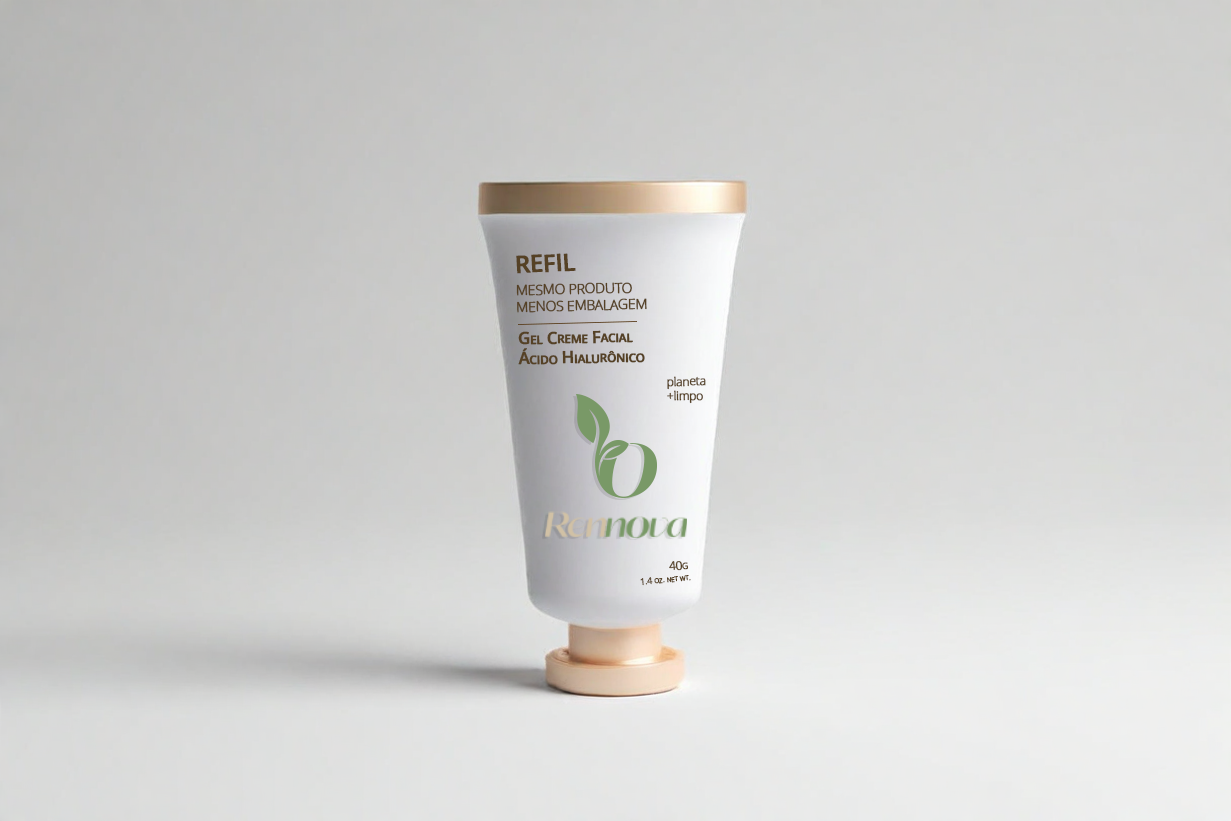 REFIL
MESMO PRODUTO
MENOS EMBALAGEM
GEL CREME FACIAL
ÁCIDO HIALURÔNICO
planeta
+limpo
Rennova
40G
1.4 OZ. NET WT.